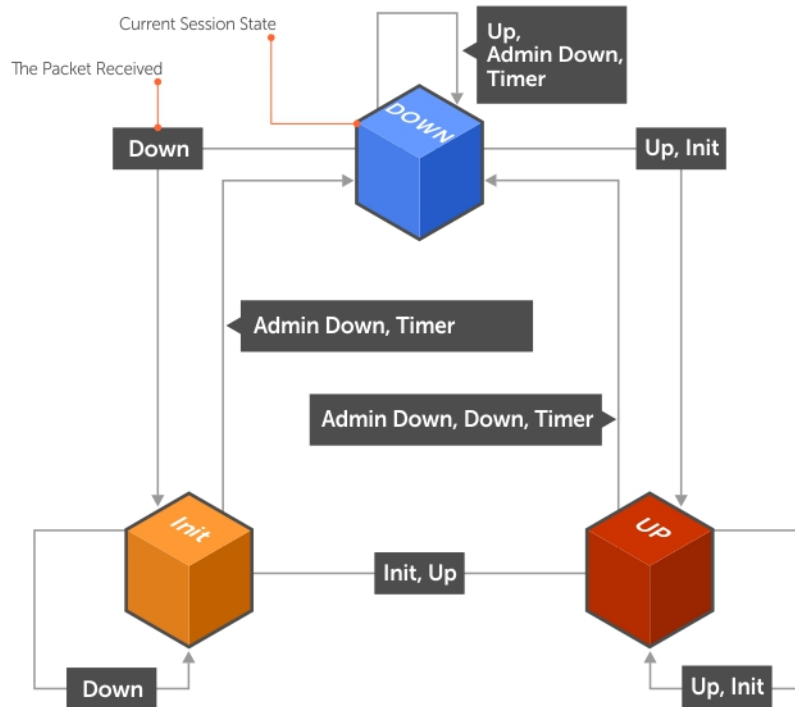 Current Session State
The Packet Received
Up,
Admin Down,
Timer
DOWN
Down
Up, Init
Admin Down, Timer
Admin Down, Down, Timer
Init
UP
Init, Up
Down
Up, Init